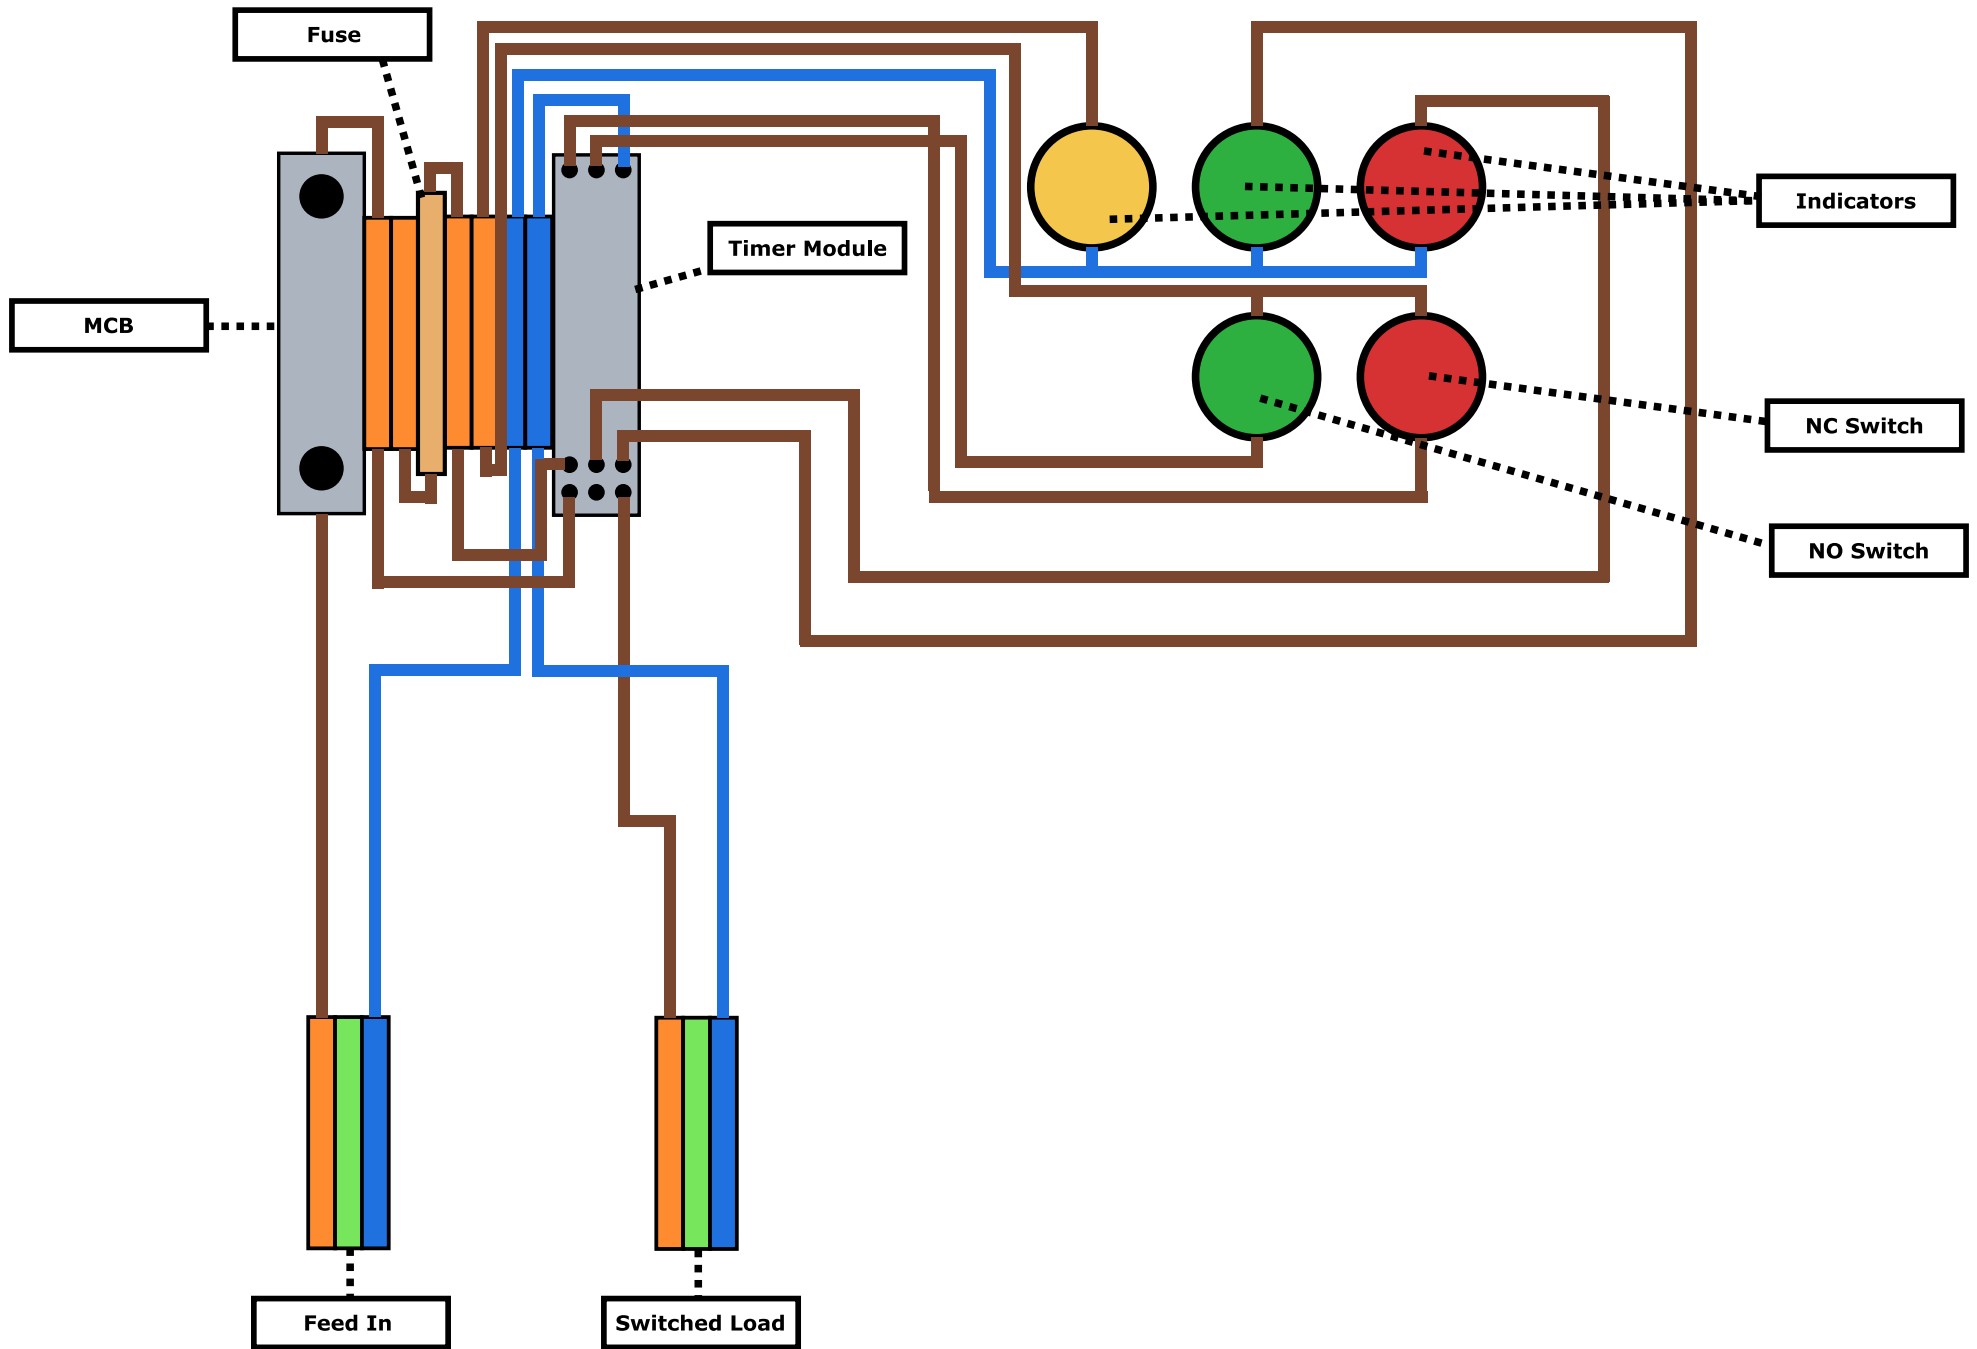 Fuse
Indicators
Timer Module
MCB
NC Switch
NO Switch
Feed In
Switched Load